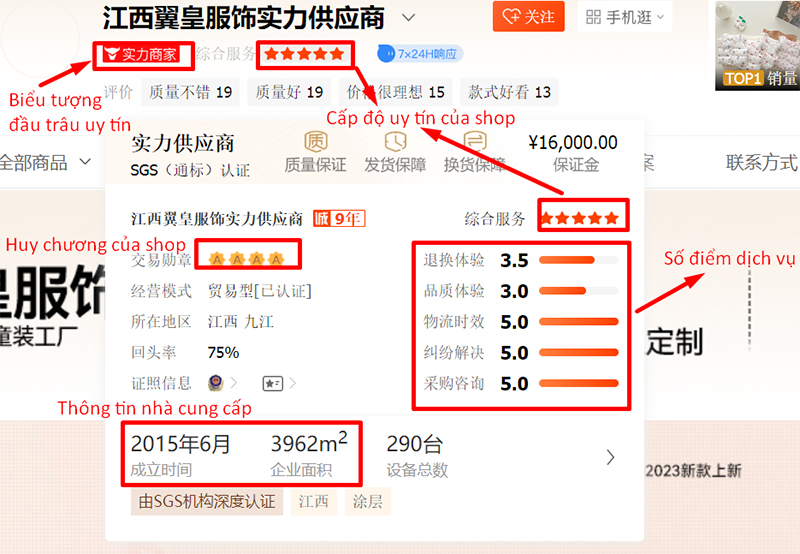 江西翼皇服饰实力供应商
关注
手机逛
实力商家
综合服务
7×24H响应
TOP1 销量
Biểu tượng
đầu trâu uy tín
评价
质量不错 19
质量好 19
价格很理想 15
款式好看 13
Cấp độ uy tín của shop
全部商品
实力供应商
SGS（通标）认证
质
质量保证
发货保障
换货保障
¥16,000.00
保证金
案
联系方式
江西翼皇服饰实力供应商
诚9年
综合服务
Huy chương của shop
交易勋章
A A A A
经营模式
贸易型[已认证]
所在地区
江西 九江
回头率
75%
证照信息
退换体验 3.5
品质体验 3.0
物流时效 5.0
纠纷解决 5.0
采购咨询 5.0
Số điểm dịch vụ
皇服饰
童装工厂
定制
Thông tin nhà cung cấp
2015年6月
成立时间
3962m²
企业面积
290台
设备总数
2023新款上新
由SGS机构深度认证
江西
涂层